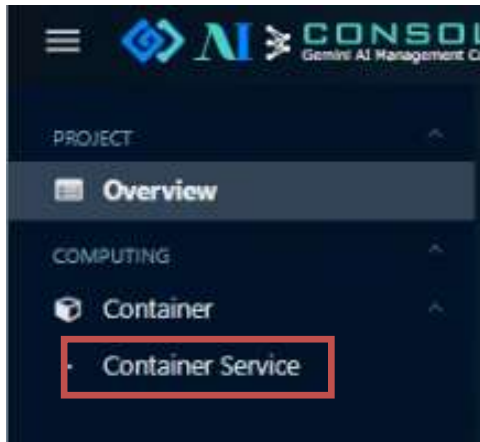 AI CONSOL
Gemini AI Management C
PROJECT
Overview
COMPUTING
Container
Container Service